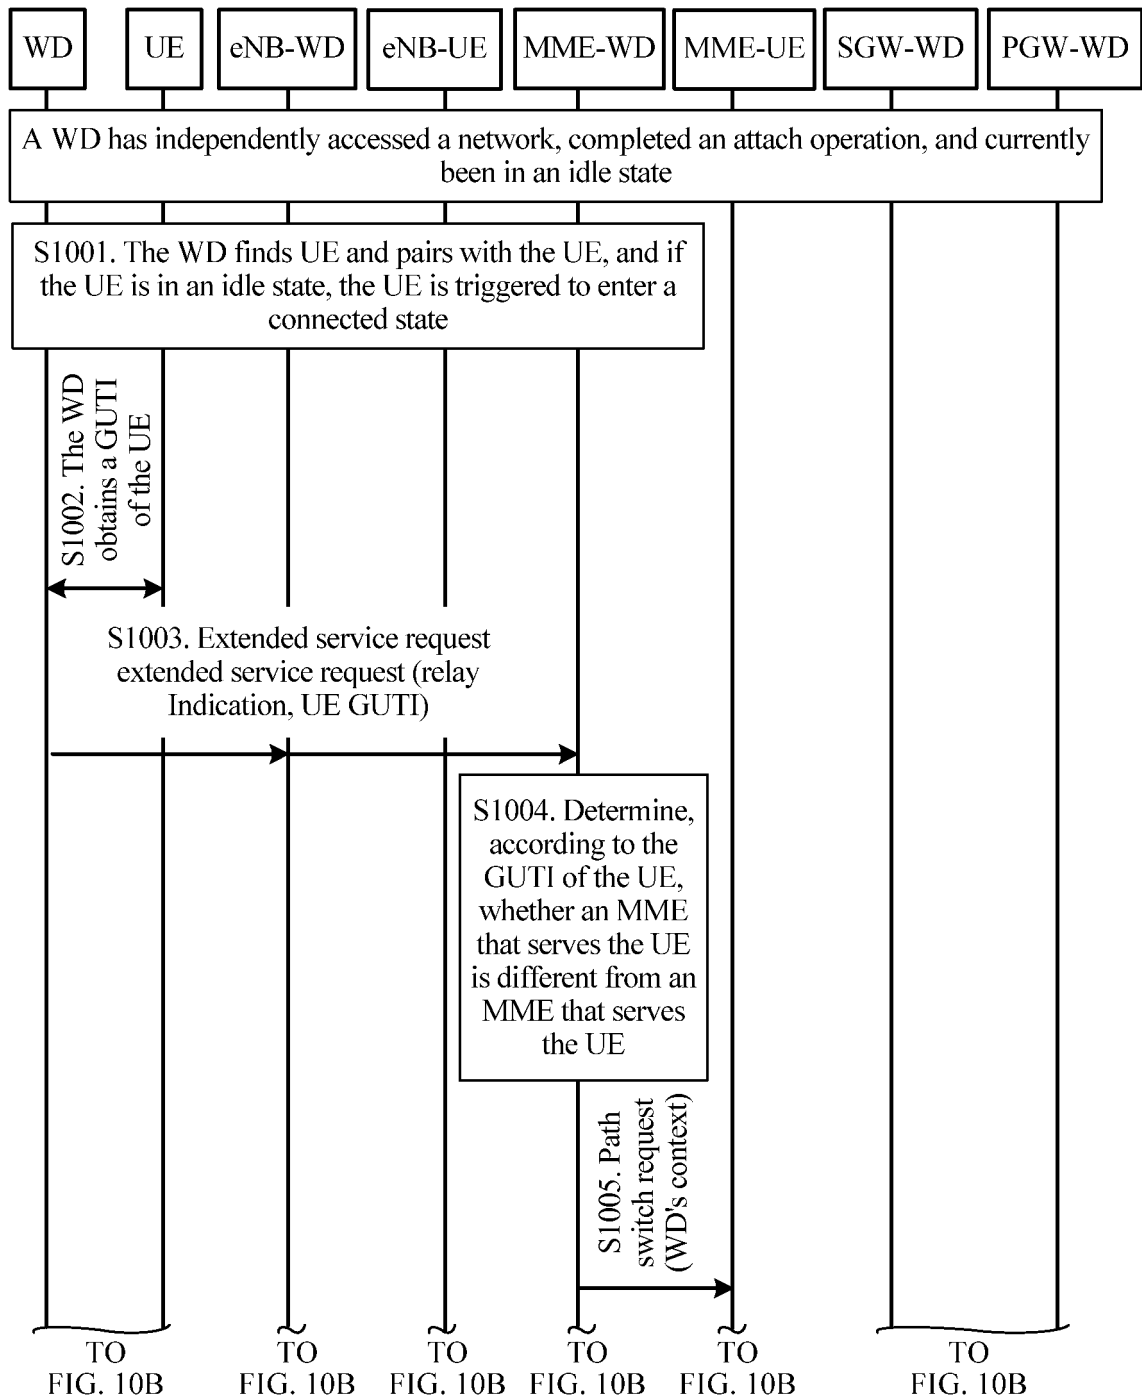 WD
UE
eNB-WD
eNB-UE
MME-WD
MME-UE
SGW-WD
PGW-WD
A WD has independently accessed a network, completed an attach operation, and currently
been in an idle state
S1001. The WD finds UE and pairs with the UE, and if
the UE is in an idle state, the UE is triggered to enter a
connected state
S1002. The WD
obtains a GUTI
of the UE
S1003. Extended service request
extended service request (relay
Indication, UE GUTI)
S1004. Determine,
according to the
GUTI of the UE,
whether an MME
that serves the UE
is different from an
MME that serves
the UE
S1005. Path
switch request
(WD's context)
TO
FIG. 10B
TO
FIG. 10B
TO
FIG. 10B
TO
FIG. 10B
TO
FIG. 10B
TO
FIG. 10B